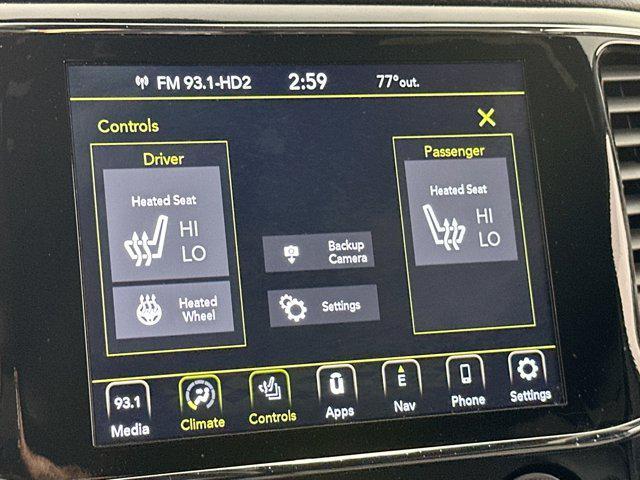 FM 93.1-HD2 2:59 77°out.
Controls
Driver
Heated Seat
HI
LO
Heated
Wheel
Backup
Camera
Settings
Passenger
Heated Seat
HI
LO
93.1
Media
Climate
Controls
Apps
E
Nav
Phone
Settings